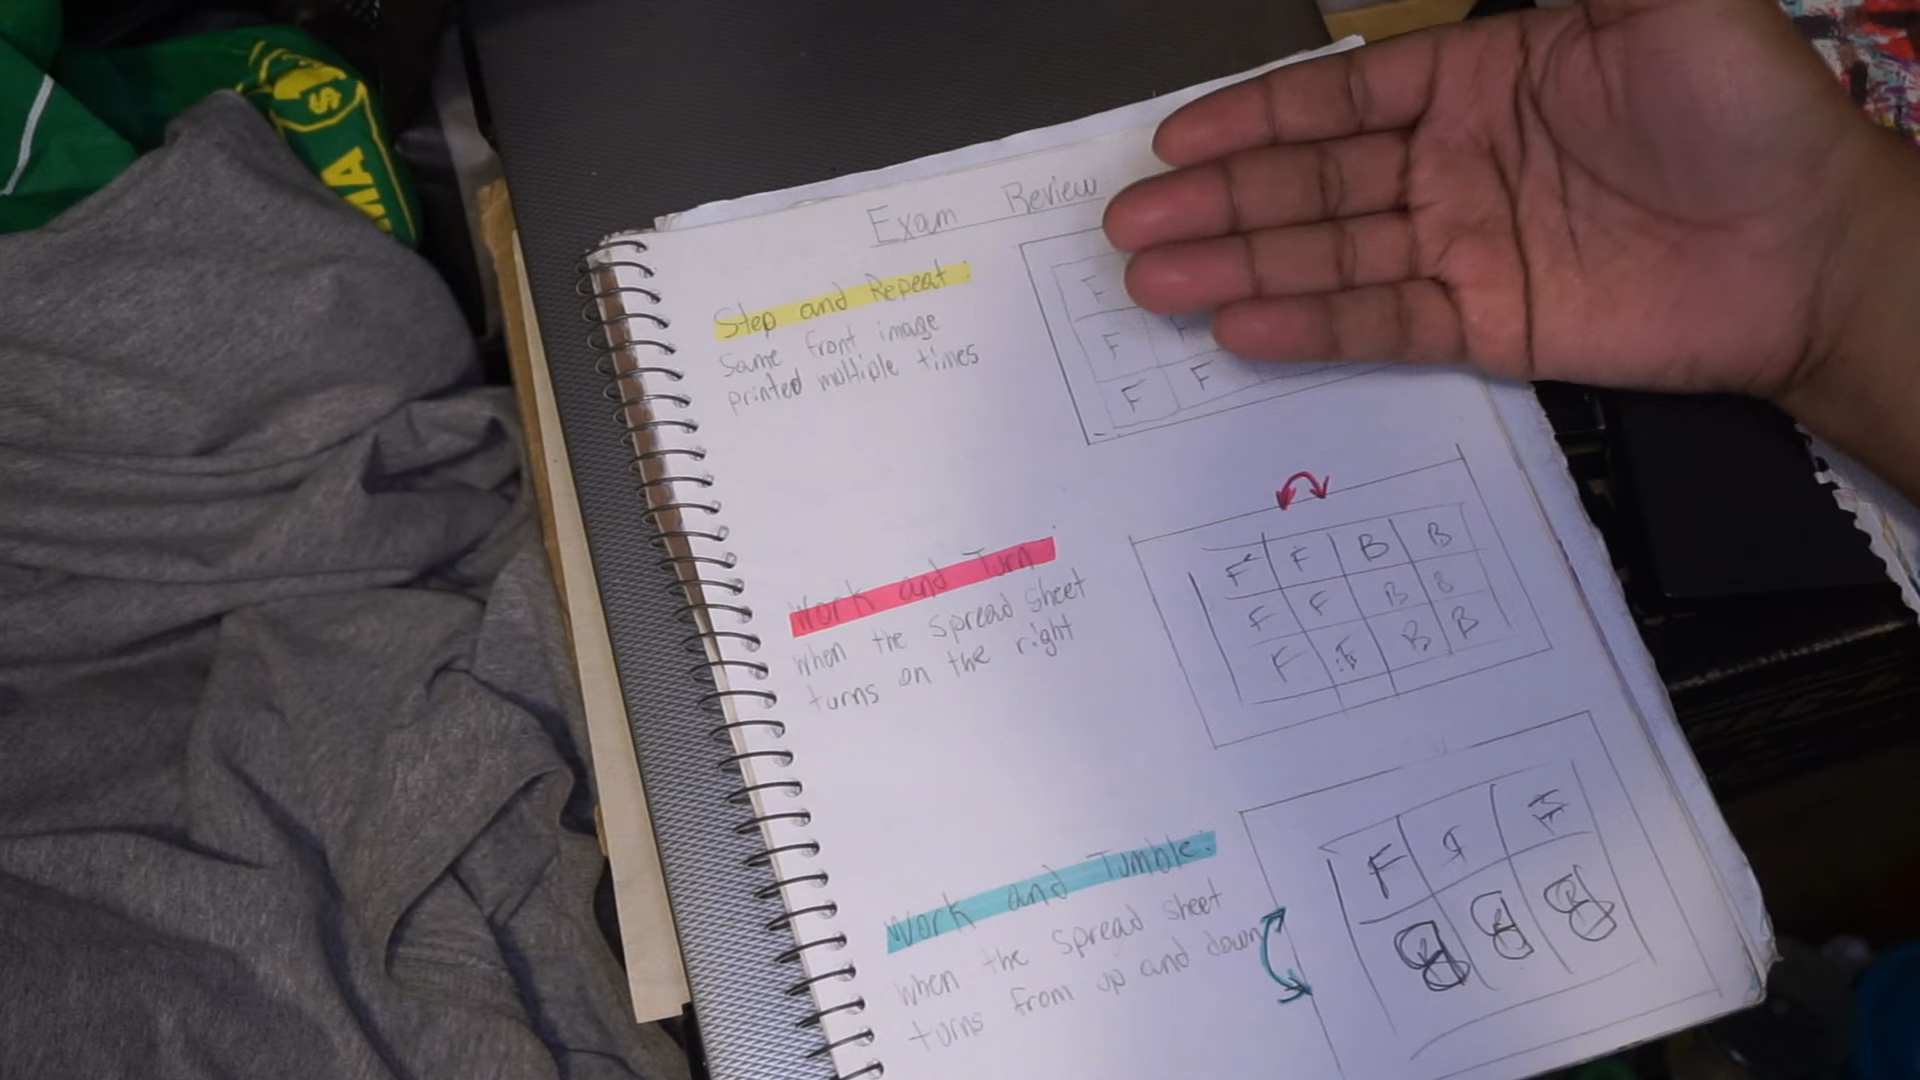 Exam Review
Step and Repeat:
Same front image
printed multiple times
F
F
F F
Work and Turn
when the spread sheet
turns on the right
F F B B
F F B B
F F B B
Work and Tumble:
when the spread sheet
turns from up and down
F F F
B B B
$